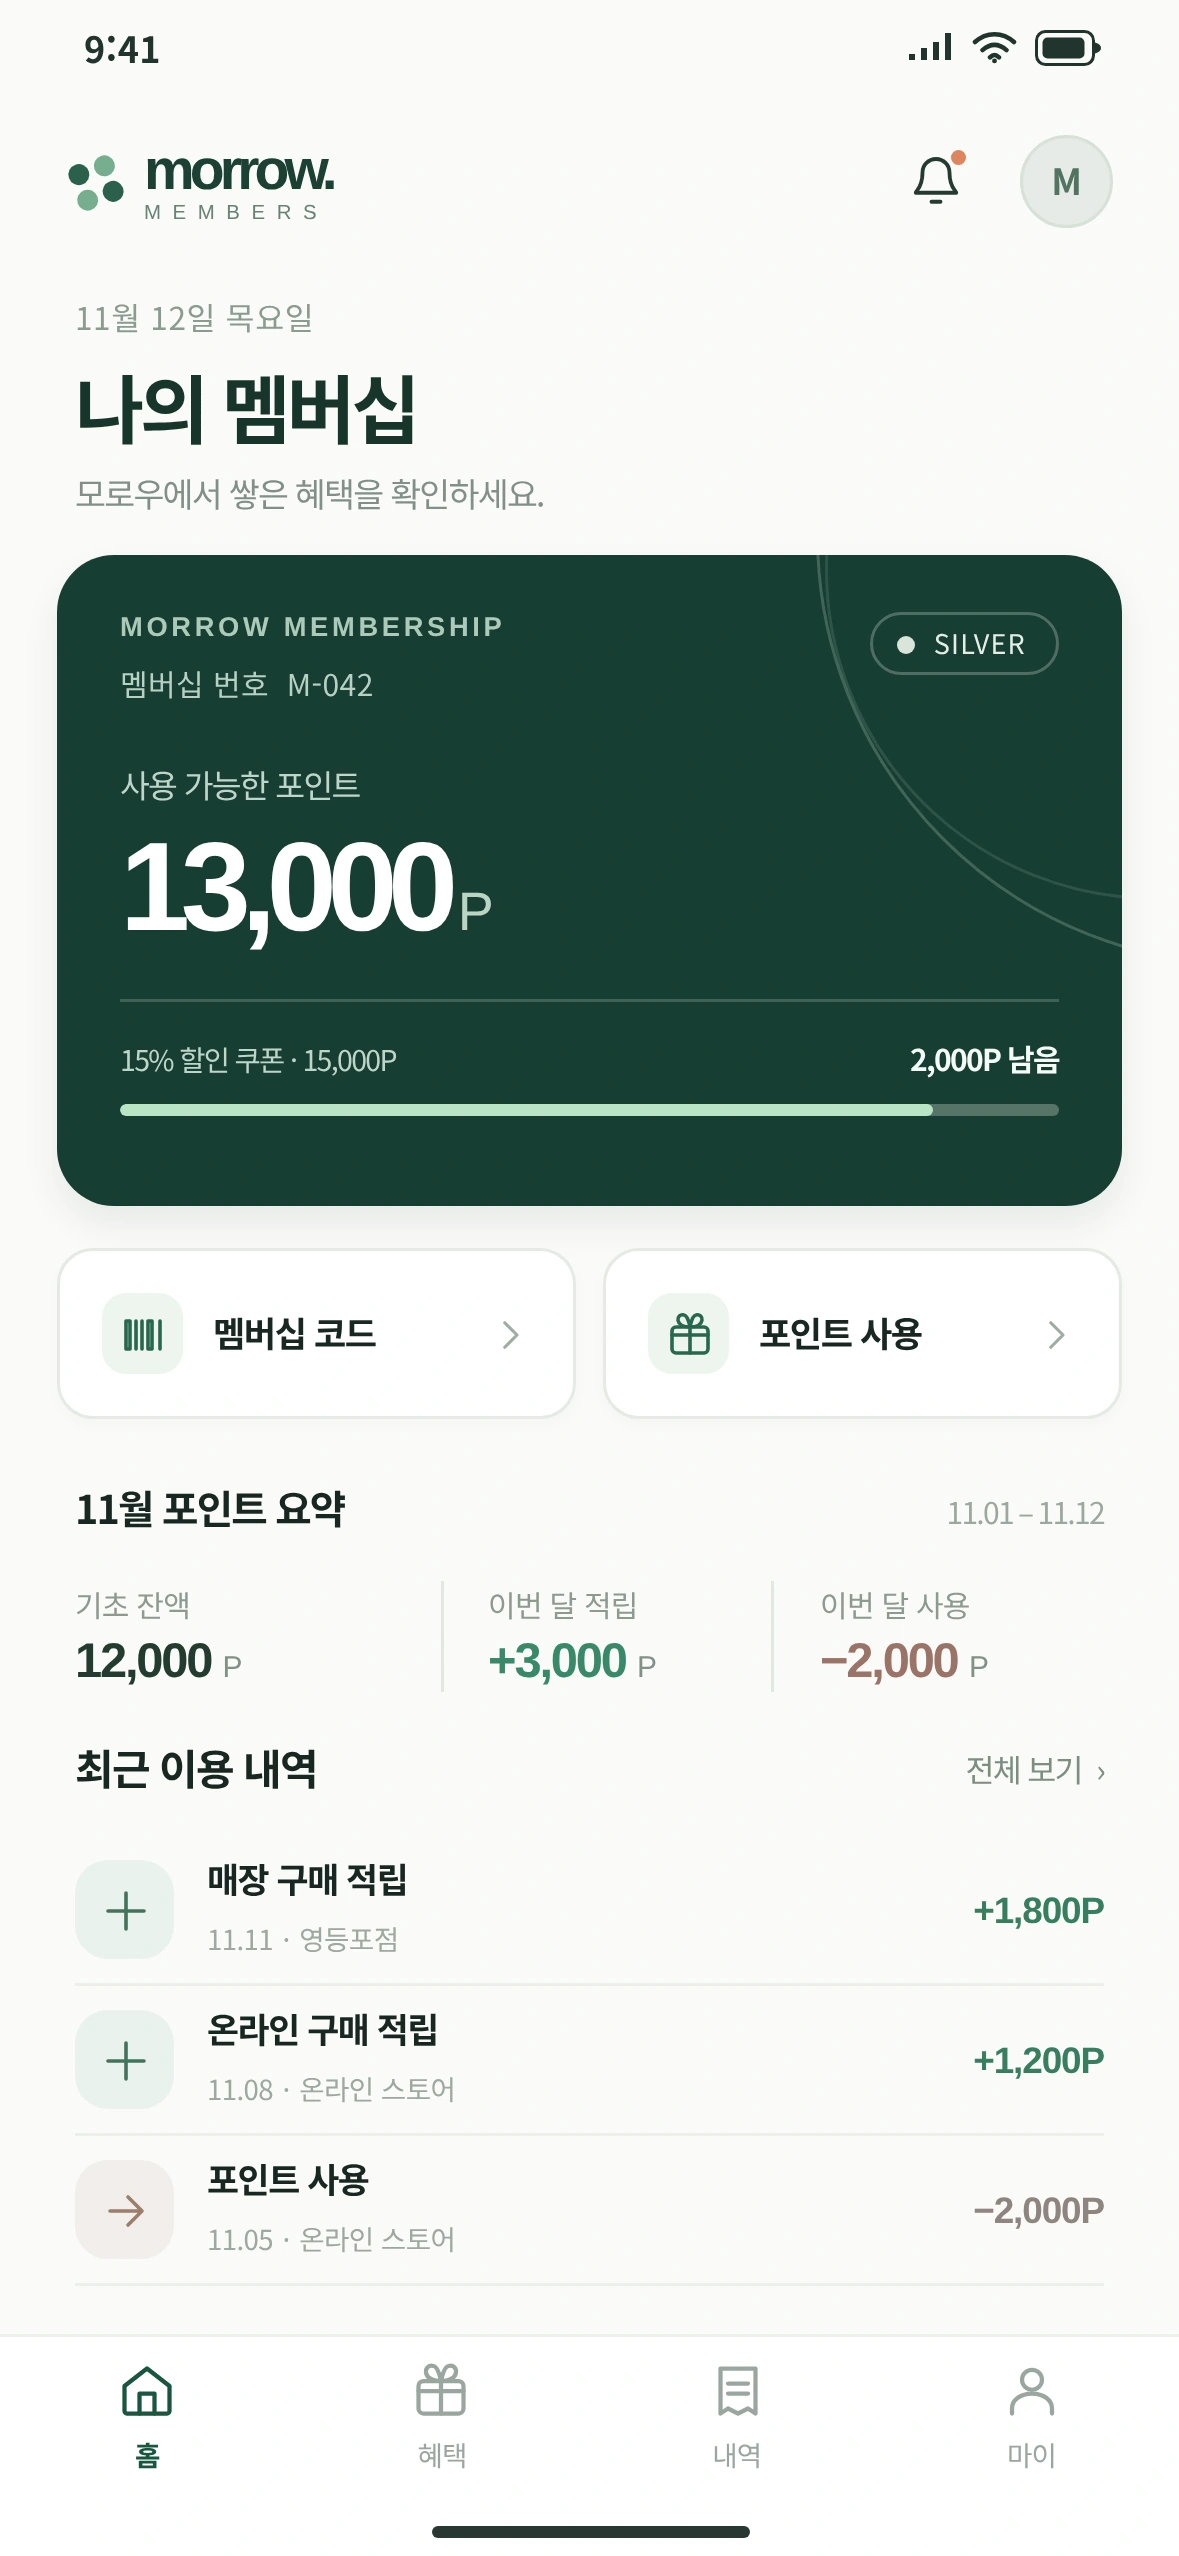 9:41
morrow.
MEMBERS
M
11월 12일 목요일
나의 멤버십
모로우에서 쌓은 혜택을 확인하세요.
MORROW MEMBERSHIP
SILVER
멤버십 번호 M-042
사용 가능한 포인트
13,000 P
15% 할인 쿠폰 · 15,000P
2,000P 남음
멤버십 코드
포인트 사용
11월 포인트 요약
11.01 – 11.12
기초 잔액
12,000 P
이번 달 적립
+3,000 P
이번 달 사용
−2,000 P
최근 이용 내역
전체 보기 ›
매장 구매 적립
11.11 · 영등포점
+1,800P
온라인 구매 적립
11.08 · 온라인 스토어
+1,200P
포인트 사용
11.05 · 온라인 스토어
−2,000P
홈
혜택
내역
마이